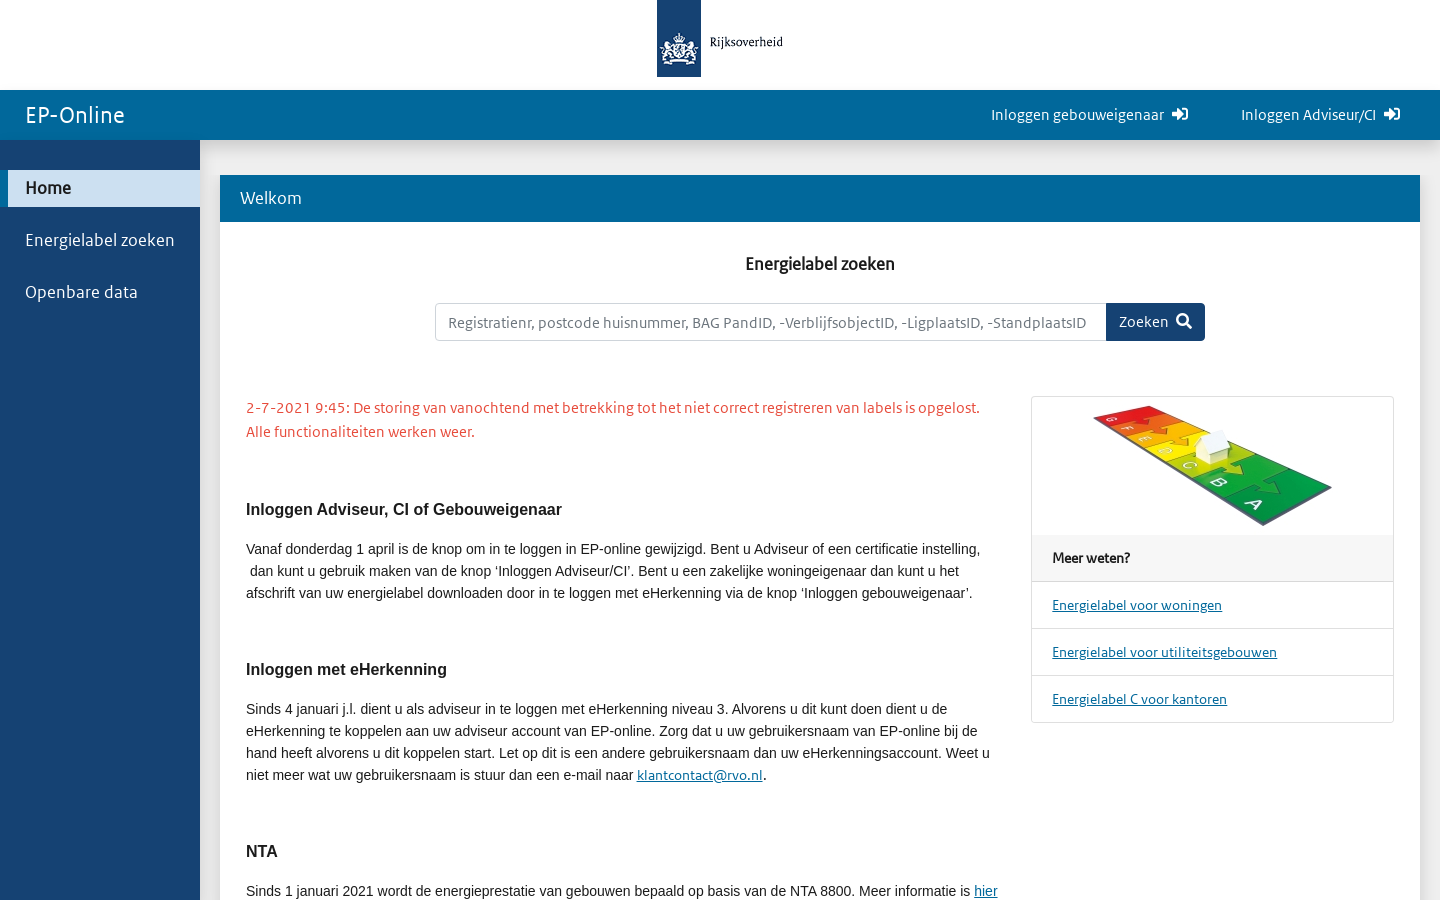 Rijksoverheid
EP-Online
Inloggen gebouweigenaar
Inloggen Adviseur/CI
Home
Energielabel zoeken
Openbare data
Welkom
Energielabel zoeken
Registratienr, postcode huisnummer, BAG PandID, -VerblijfsobjectID, -LigplaatsID, -StandplaatsID
Zoeken
2-7-2021 9:45: De storing van vanochtend met betrekking tot het niet correct registreren van labels is opgelost.
Alle functionaliteiten werken weer.
Inloggen Adviseur, CI of Gebouweigenaar
Vanaf donderdag 1 april is de knop om in te loggen in EP-online gewijzigd. Bent u Adviseur of een certificatie instelling,
dan kunt u gebruik maken van de knop ‘Inloggen Adviseur/CI’. Bent u een zakelijke woningeigenaar dan kunt u het
afschrift van uw energielabel downloaden door in te loggen met eHerkenning via de knop ‘Inloggen gebouweigenaar’.
Inloggen met eHerkenning
Sinds 4 januari j.l. dient u als adviseur in te loggen met eHerkenning niveau 3. Alvorens u dit kunt doen dient u de
eHerkenning te koppelen aan uw adviseur account van EP-online. Zorg dat u uw gebruikersnaam van EP-online bij de
hand heeft alvorens u dit koppelen start. Let op dit is een andere gebruikersnaam dan uw eHerkenningsaccount. Weet u
niet meer wat uw gebruikersnaam is stuur dan een e-mail naar klantcontact@rvo.nl.
NTA
Sinds 1 januari 2021 wordt de energieprestatie van gebouwen bepaald op basis van de NTA 8800. Meer informatie is hier
G
F
E
D
C
B
A
Meer weten?
Energielabel voor woningen
Energielabel voor utiliteitsgebouwen
Energielabel C voor kantoren